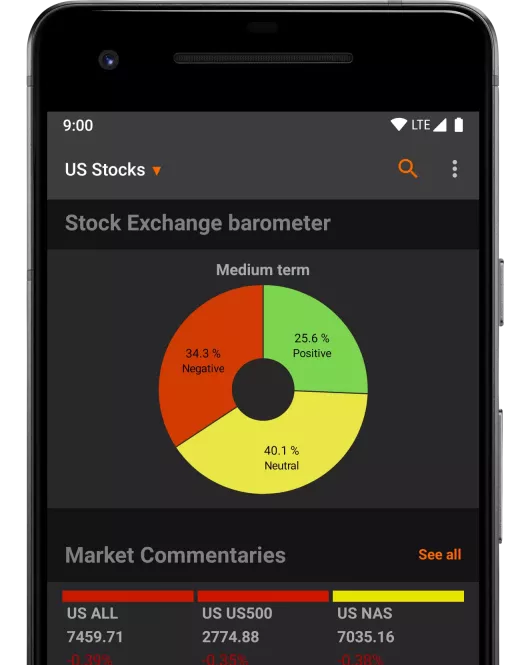 9:00 LTE
US Stocks
Stock Exchange barometer
Medium term
25.6 %
Positive
34.3 %
Negative
40.1 %
Neutral
Market Commentaries See all
US ALL US US500 US NAS
7459.71 2774.88 7035.16
-0.39% -0.35% -0.38%